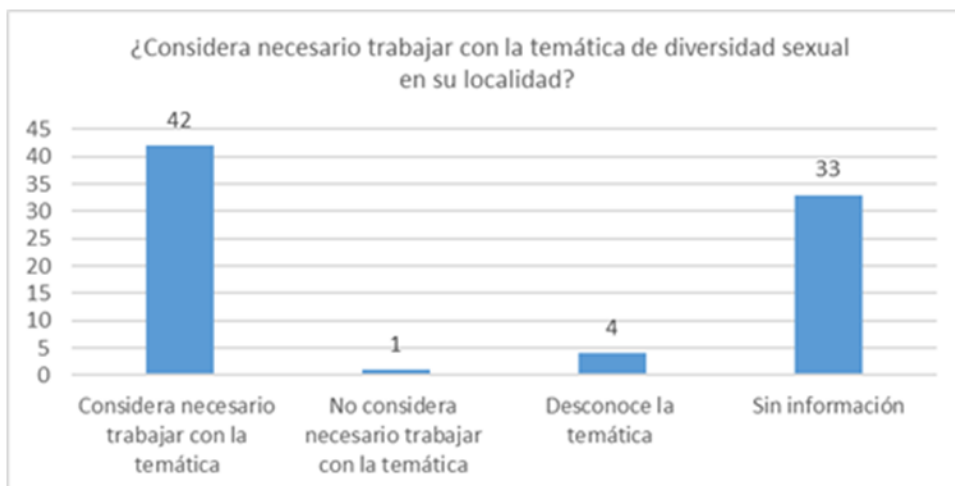 ¿Considera necesario trabajar con la temática de diversidad sexual
en su localidad?
45
40
35
30
25
20
15
10
5
0
42
1
4
33
Considera necesario
trabajar con la
temática
No considera
necesario trabajar
con la temática
Desconoce la
temática
Sin información